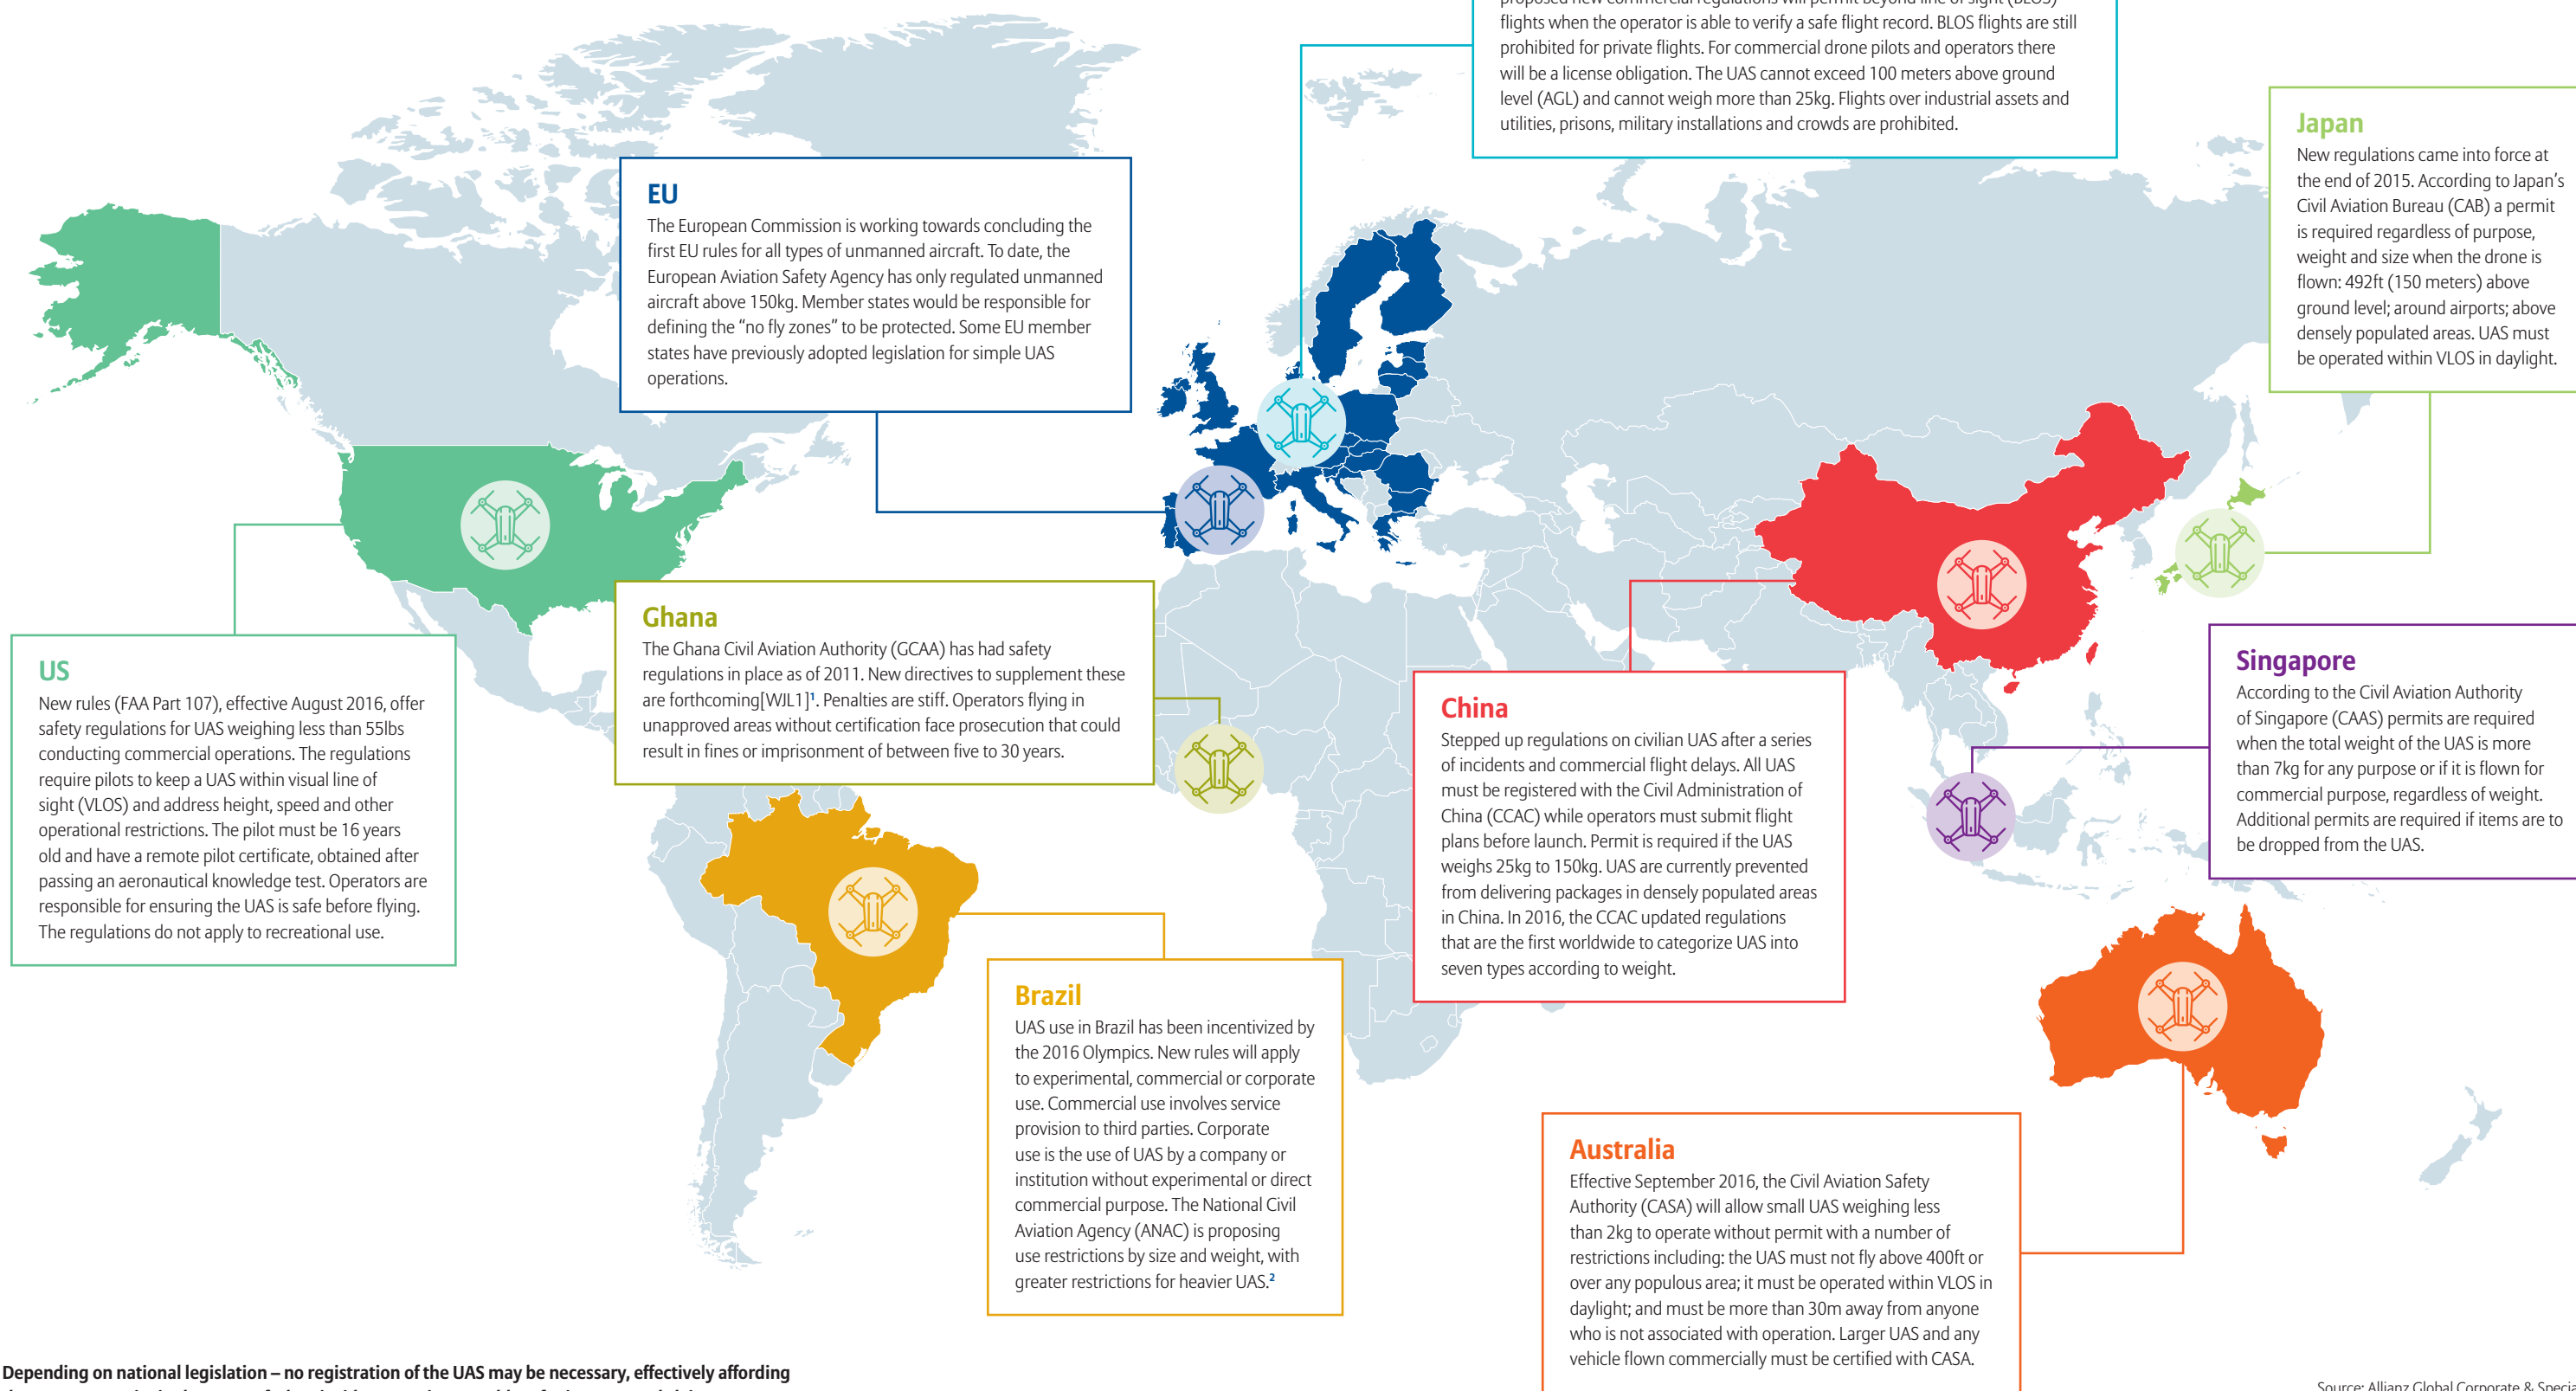 proposed new commercial regulations will permit beyond line of sight (BLOS)
flights when the operator is able to verify a safe flight record. BLOS flights are still
prohibited for private flights. For commercial drone pilots and operators there
will be a license obligation. The UAS cannot exceed 100 meters above ground
level (AGL) and cannot weigh more than 25kg. Flights over industrial assets and
utilities, prisons, military installations and crowds are prohibited.
EU
The European Commission is working towards concluding the
first EU rules for all types of unmanned aircraft. To date, the
European Aviation Safety Agency has only regulated unmanned
aircraft above 150kg. Member states would be responsible for
defining the “no fly zones” to be protected. Some EU member
states have previously adopted legislation for simple UAS
operations.
Japan
New regulations came into force at
the end of 2015. According to Japan’s
Civil Aviation Bureau (CAB) a permit
is required regardless of purpose,
weight and size when the drone is
flown: 492ft (150 meters) above
ground level; around airports; above
densely populated areas. UAS must
be operated within VLOS in daylight.
US
New rules (FAA Part 107), effective August 2016, offer
safety regulations for UAS weighing less than 55lbs
conducting commercial operations. The regulations
require pilots to keep a UAS within visual line of
sight (VLOS) and address height, speed and other
operational restrictions. The pilot must be 16 years
old and have a remote pilot certificate, obtained after
passing an aeronautical knowledge test. Operators are
responsible for ensuring the UAS is safe before flying.
The regulations do not apply to recreational use.
Ghana
The Ghana Civil Aviation Authority (GCAA) has had safety
regulations in place as of 2011. New directives to supplement these
are forthcoming[WJL1]1. Penalties are stiff. Operators flying in
unapproved areas without certification face prosecution that could
result in fines or imprisonment of between five to 30 years.
China
Stepped up regulations on civilian UAS after a series
of incidents and commercial flight delays. All UAS
must be registered with the Civil Administration of
China (CCAC) while operators must submit flight
plans before launch. Permit is required if the UAS
weighs 25kg to 150kg. UAS are currently prevented
from delivering packages in densely populated areas
in China. In 2016, the CCAC updated regulations
that are the first worldwide to categorize UAS into
seven types according to weight.
Singapore
According to the Civil Aviation Authority
of Singapore (CAAS) permits are required
when the total weight of the UAS is more
than 7kg for any purpose or if it is flown for
commercial purpose, regardless of weight.
Additional permits are required if items are to
be dropped from the UAS.
Brazil
UAS use in Brazil has been incentivized by
the 2016 Olympics. New rules will apply
to experimental, commercial or corporate
use. Commercial use involves service
provision to third parties. Corporate
use is the use of UAS by a company or
institution without experimental or direct
commercial purpose. The National Civil
Aviation Agency (ANAC) is proposing
use restrictions by size and weight, with
greater restrictions for heavier UAS.2
Australia
Effective September 2016, the Civil Aviation Safety
Authority (CASA) will allow small UAS weighing less
than 2kg to operate without permit with a number of
restrictions including: the UAS must not fly above 400ft or
over any populous area; it must be operated within VLOS in
daylight; and must be more than 30m away from anyone
who is not associated with operation. Larger UAS and any
vehicle flown commercially must be certified with CASA.
Depending on national legislation – no registration of the UAS may be necessary, effectively affording
Source: Allianz Global Corporate &